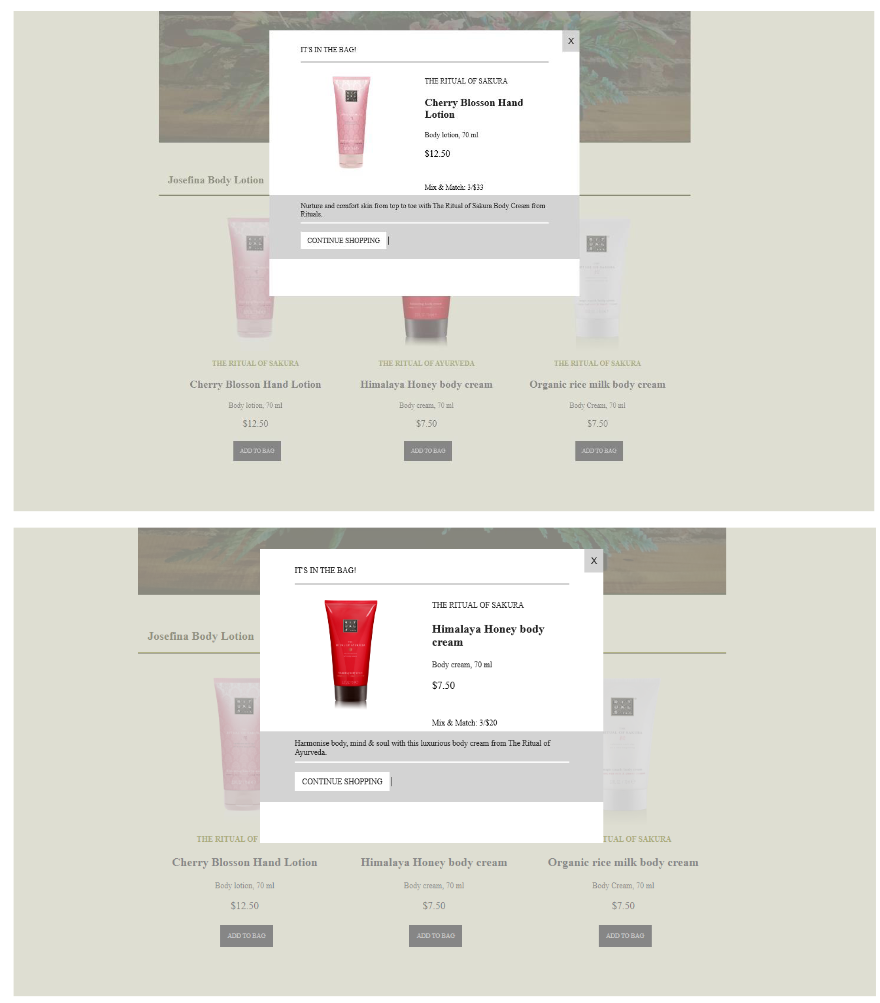 X
IT'S IN THE BAG!
THE RITUAL OF SAKURA
Cherry Blosson Hand
Lotion
Body lotion, 70 ml
$12.50
Mix & Match: 3/$33
Nurture and comfort skin from top to toe with The Ritual of Sakura Body Cream from
Rituals.
CONTINUE SHOPPING |
Josefina Body Lotion
THE RITUAL OF SAKURA THE RITUAL OF AYURVEDA THE RITUAL OF SAKURA
Cherry Blosson Hand Lotion Himalaya Honey body cream Organic rice milk body cream
Body lotion, 70 ml Body cream, 70 ml Body Cream, 70 ml
$12.50 $7.50 $7.50
ADD TO BAG ADD TO BAG ADD TO BAG
X
IT'S IN THE BAG!
THE RITUAL OF SAKURA
Himalaya Honey body
cream
Body cream, 70 ml
$7.50
Mix & Match: 3/$20
Harmonise body, mind & soul with this luxurious body cream from The Ritual of
Ayurveda.
CONTINUE SHOPPING |
Josefina Body Lotion
THE RITUAL OF TUAL OF SAKURA
Cherry Blosson Hand Lotion Himalaya Honey body cream Organic rice milk body cream
Body lotion, 70 ml Body cream, 70 ml Body Cream, 70 ml
$12.50 $7.50 $7.50
ADD TO BAG ADD TO BAG ADD TO BAG